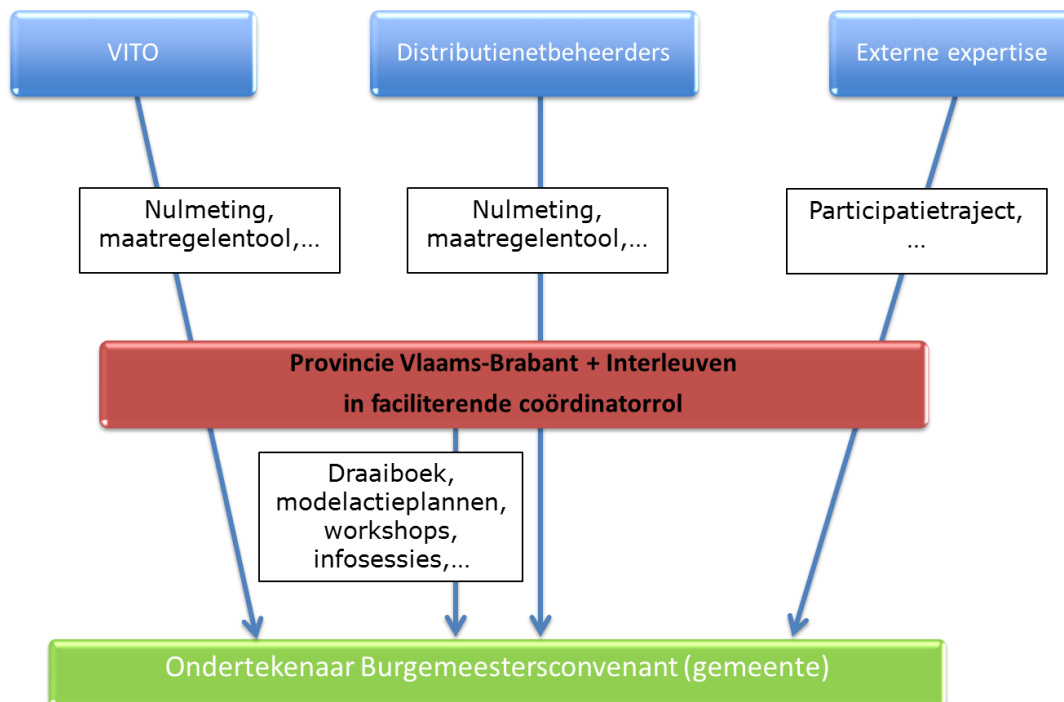 VITO
Distributienetbeheerders
Externe expertise
Nulmeting,
maatregelentool,...
Nulmeting,
maatregelentool,...
Participatietraject,
...
Provincie Vlaams-Brabant + Interleuven
in faciliterende coördinatorrol
Draaiboek,
modelactieplannen,
workshops,
infosessies,...
Ondertekenaar Burgemeestersconvenant (gemeente)